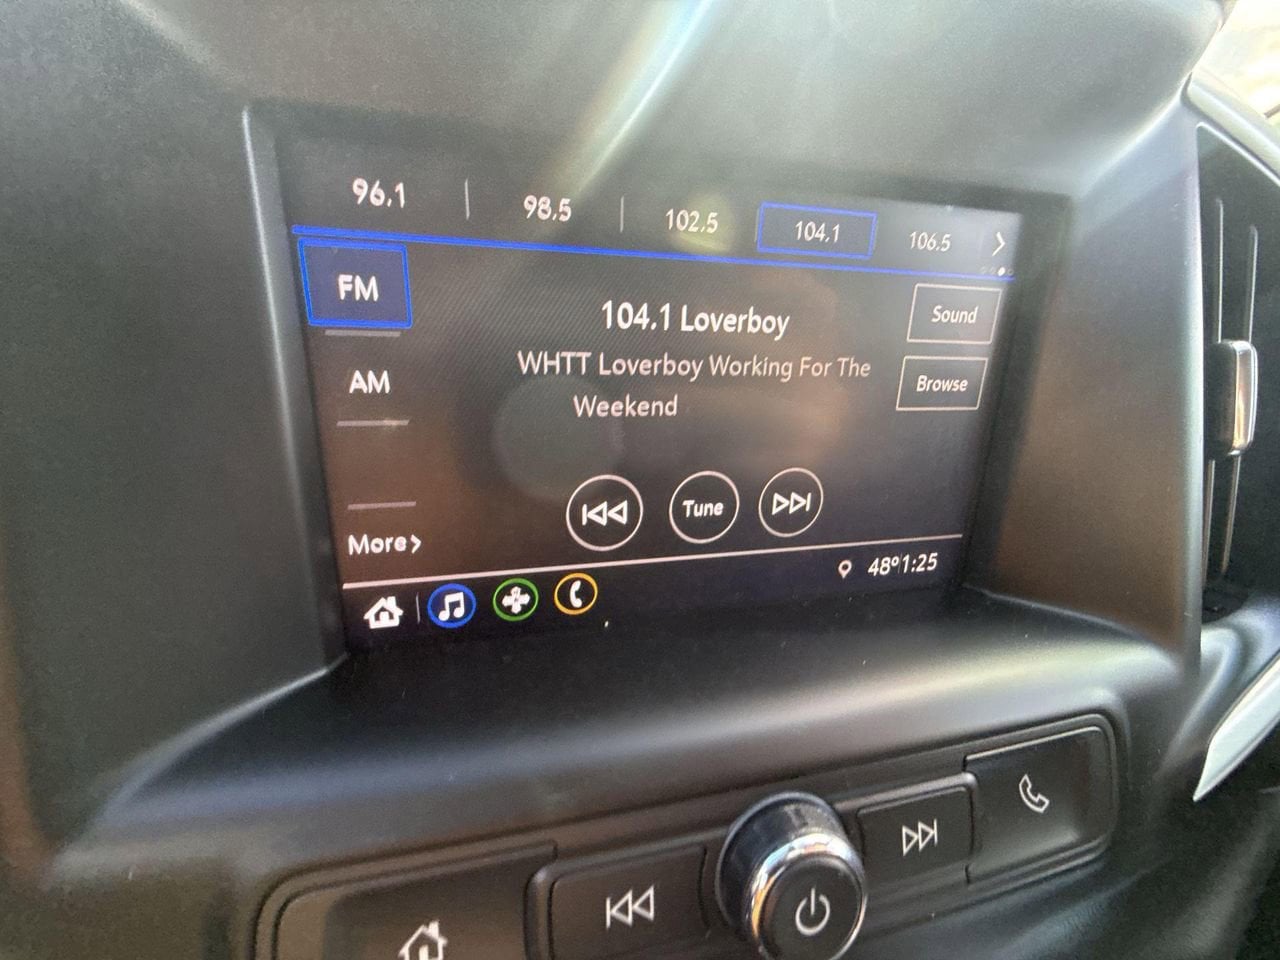 96.1 98.5 102.5 104.1 106.5
FM
104.1 Loverboy
Sound
WHTT Loverboy Working For The
Weekend
AM
Browse
Tune
More
48° 1:25